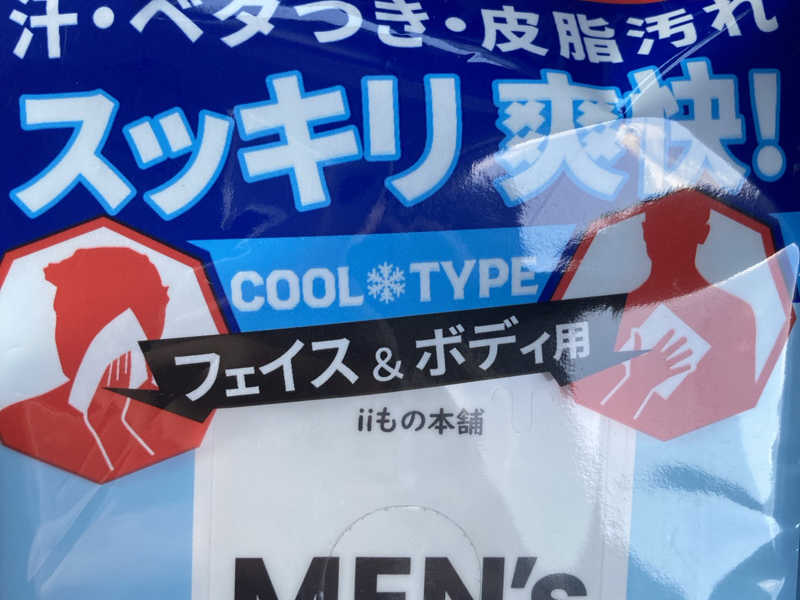 汗・ベタつき・皮脂汚れ
スッキリ爽快!
COOL TYPE
フェイス&ボディ用
iiもの本舗
MEN's